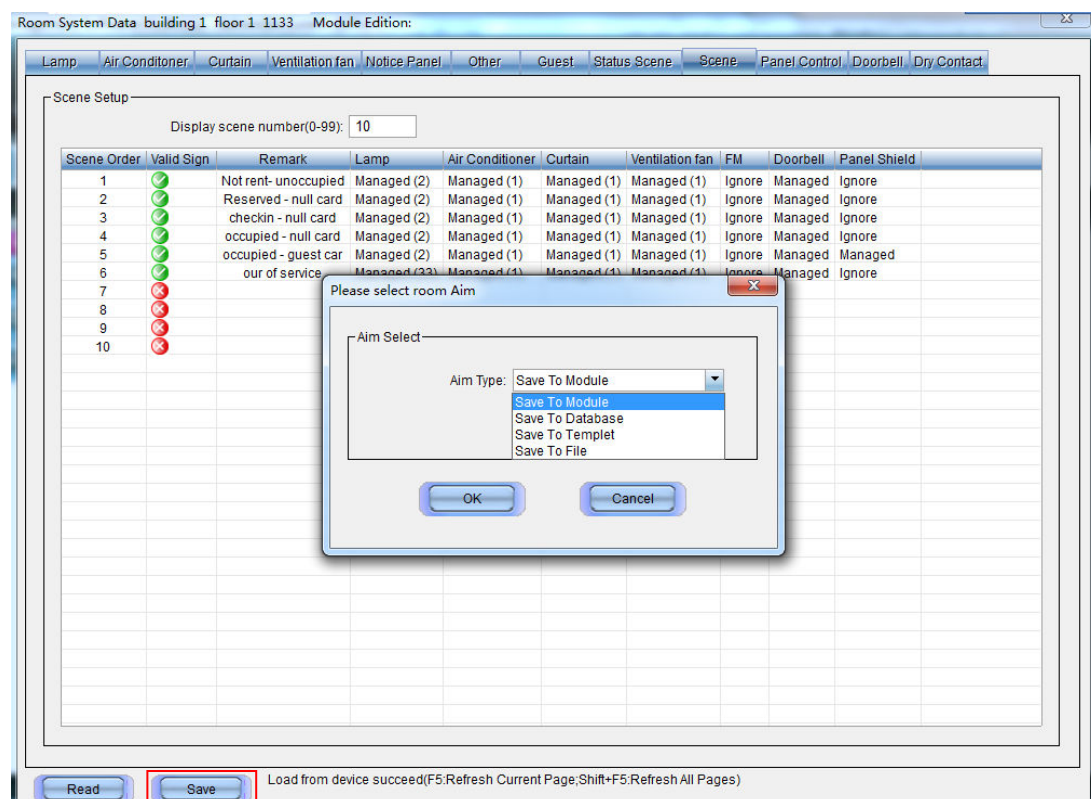 Room System Data building 1 floor 1 1133 Module Edition:
Lamp Air Conditoner Curtain Ventilation fan Notice Panel Other Guest Status Scene Scene Panel Control Doorbell Dry Contact
Scene Setup
Display scene number(0-99): 10
Scene Order Valid Sign Remark Lamp Air Conditioner Curtain Ventilation fan FM Doorbell Panel Shield
1 Not rent- unoccupied Managed (2) Managed (1) Managed (1) Managed (1) Ignore Managed Ignore
2 Reserved - null card Managed (2) Managed (1) Managed (1) Managed (1) Ignore Managed Ignore
3 checkin - null card Managed (2) Managed (1) Managed (1) Managed (1) Ignore Managed Ignore
4 occupied - null card Managed (2) Managed (1) Managed (1) Managed (1) Ignore Managed Ignore
5 occupied - guest car Managed (2) Managed (1) Managed (1) Managed (1) Ignore Managed Managed
6 our of service Managed (33) Managed (1) Managed (1) Managed (1) Ignore Managed Ignore
7
8
9
10
Please select room Aim
Aim Select
Aim Type: Save To Module
Save To Module
Save To Database
Save To Templet
Save To File
OK Cancel
Read Save Load from device succeed(F5:Refresh Current Page;Shift+F5:Refresh All Pages)